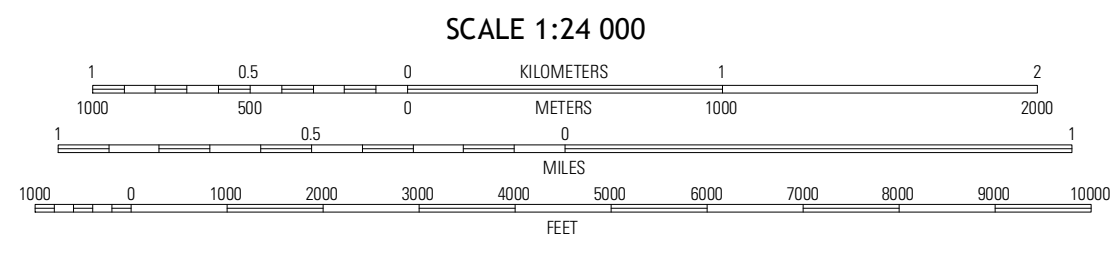 SCALE 1:24 000
1 0.5 0 KILOMETERS 1 2
1000 500 0 METERS 1000 2000
1 0.5 0 1
MILES
1000 0 1000 2000 3000 4000 5000 6000 7000 8000 9000 10000
FEET